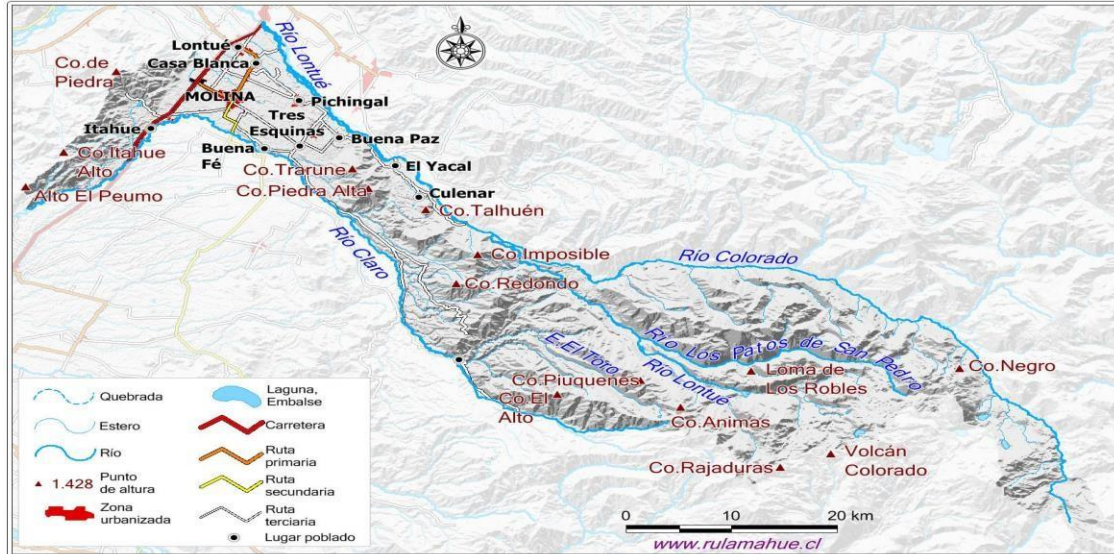 Río Lontué
Lontué
Casa Blanca
Co.de
Piedra
MOLINA
Pichingal
Tres
Esquinas
Itahue
Buena
Fé
Buena Paz
Co.Itahue
Alto
Co.Trarune
El Yacal
Alto El Peumo
Co.Piedra Alta
Culenar
Co.Talhuén
Río Claro
Co.Imposible
Río Colorado
Co.Redondo
E.El Toro
Río Los Patos de San Pedro
Río Lontue
Loma de
Los Robles
Co.Negro
Co.Piuquenes
Co.El
Alto
Co.Animas
Volcán
Colorado
Co.Rajaduras
Quebrada
Estero
Río
1.428
Punto
de altura
Zona
urbanizada
Laguna,
Embalse
Carretera
Ruta
primaria
Ruta
secundaria
Ruta
terciaria
Lugar poblado
0 10 20 km
www.rulamahue.cl